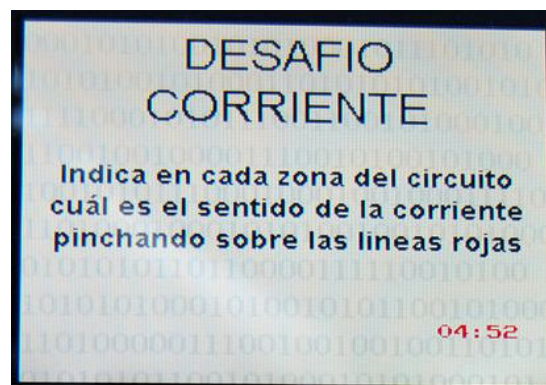 DESAFIO
CORRIENTE
Indica en cada zona del circuito
cuál es el sentido de la corriente
pinchando sobre las lineas rojas
04:52